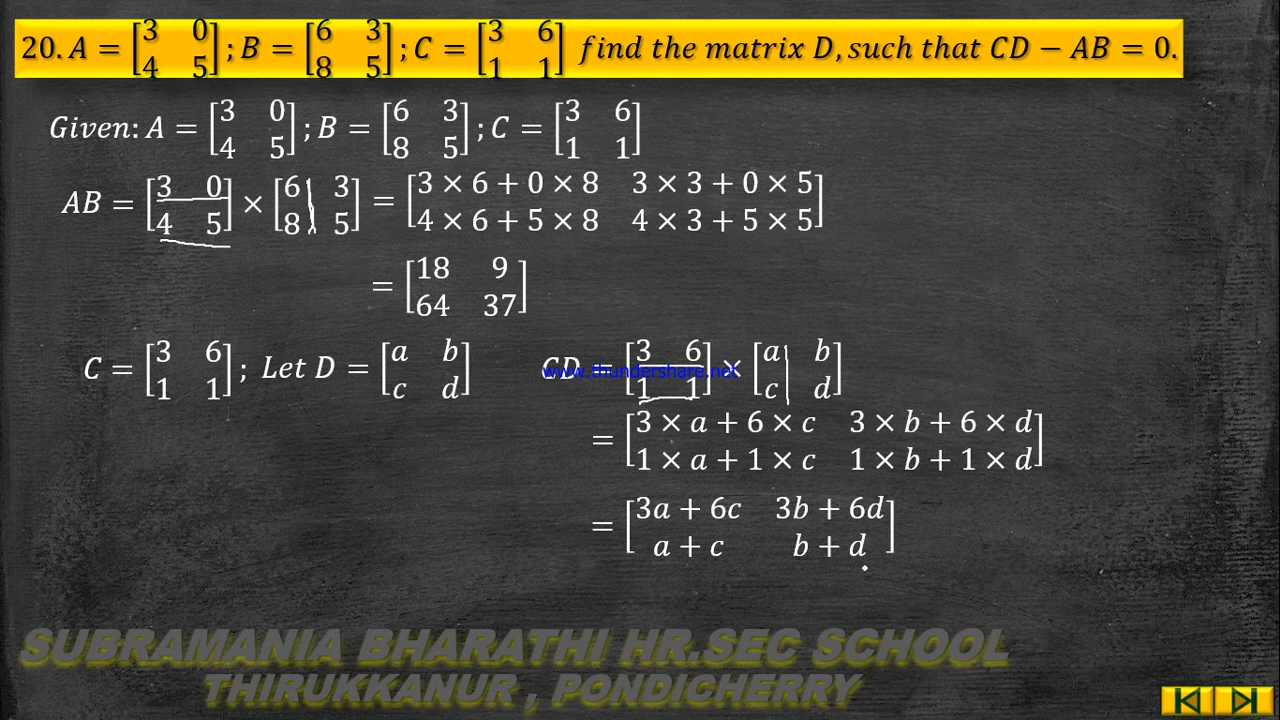 20. A = [3 0; 4 5] ; B = [6 3; 8 5] ; C = [3 6; 1 1] find the matrix D, such that CD − AB = 0.
Given: A = [3 0; 4 5] ; B = [6 3; 8 5] ; C = [3 6; 1 1]
AB = [3 0; 4 5] × [6 3; 8 5] = [3 × 6 + 0 × 8 3 × 3 + 0 × 5; 4 × 6 + 5 × 8 4 × 3 + 5 × 5]
= [18 9; 64 37]
C = [3 6; 1 1] ; Let D = [a b; c d] CD = [3 6; 1 1] × [a b; c d]
www.thundershare.net
= [3 × a + 6 × c 3 × b + 6 × d; 1 × a + 1 × c 1 × b + 1 × d]
= [3a + 6c 3b + 6d; a + c b + d]
SUBRAMANIA BHARATHI HR.SEC SCHOOL
THIRUKKANUR , PONDICHERRY